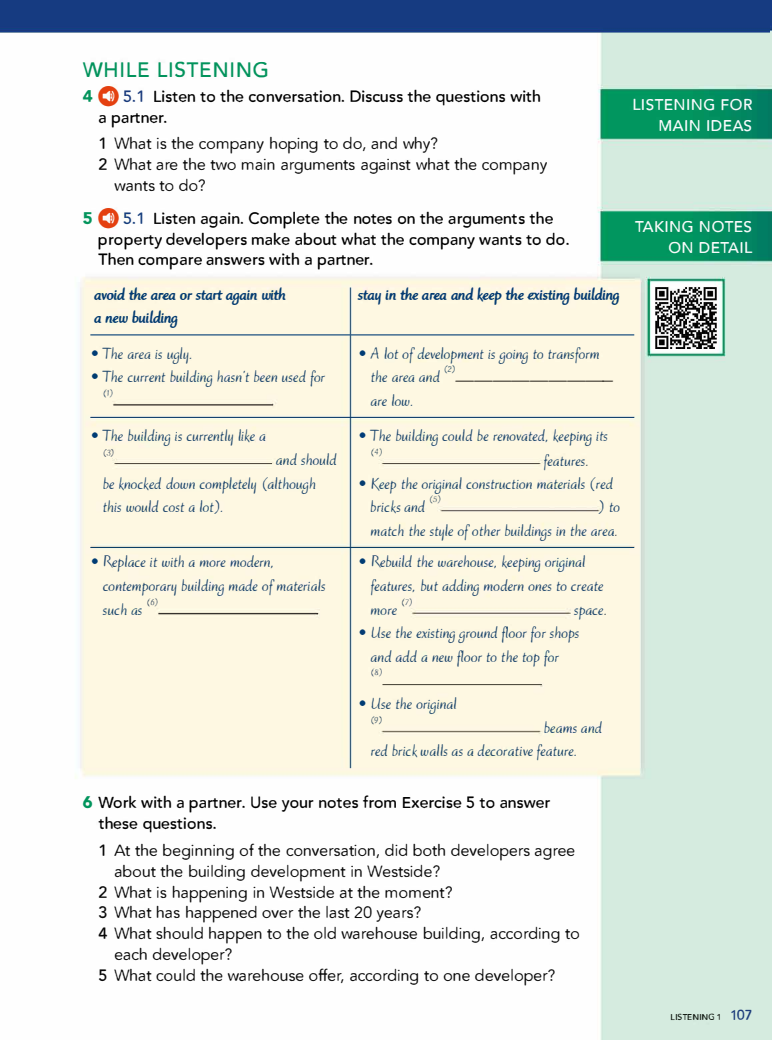 WHILE LISTENING
4 5.1 Listen to the conversation. Discuss the questions with
a partner.
1 What is the company hoping to do, and why?
2 What are the two main arguments against what the company
wants to do?
LISTENING FOR
MAIN IDEAS
5 5.1 Listen again. Complete the notes on the arguments the
property developers make about what the company wants to do.
Then compare answers with a partner.
TAKING NOTES
ON DETAIL
avoid the area or start again with
a new building
stay in the area and keep the existing building
• The area is ugly.
• The current building hasn't been used for
(1)
• A lot of development is going to transform
the area and (2)
are low.
• The building is currently like a
(3) and should
be knocked down completely (although
this would cost a lot).
• The building could be renovated, keeping its
(4) features.
• Keep the original construction materials (red
bricks and (5) ) to
match the style of other buildings in the area.
• Replace it with a more modern,
contemporary building made of materials
such as (6)
• Rebuild the warehouse, keeping original
features, but adding modern ones to create
more (7) space.
• Use the existing ground floor for shops
and add a new floor to the top for
(8)
• Use the original
(9) beams and
red brick walls as a decorative feature.
6 Work with a partner. Use your notes from Exercise 5 to answer
these questions.
1 At the beginning of the conversation, did both developers agree
about the building development in Westside?
2 What is happening in Westside at the moment?
3 What has happened over the last 20 years?
4 What should happen to the old warehouse building, according to
each developer?
5 What could the warehouse offer, according to one developer?
LISTENING 1 107